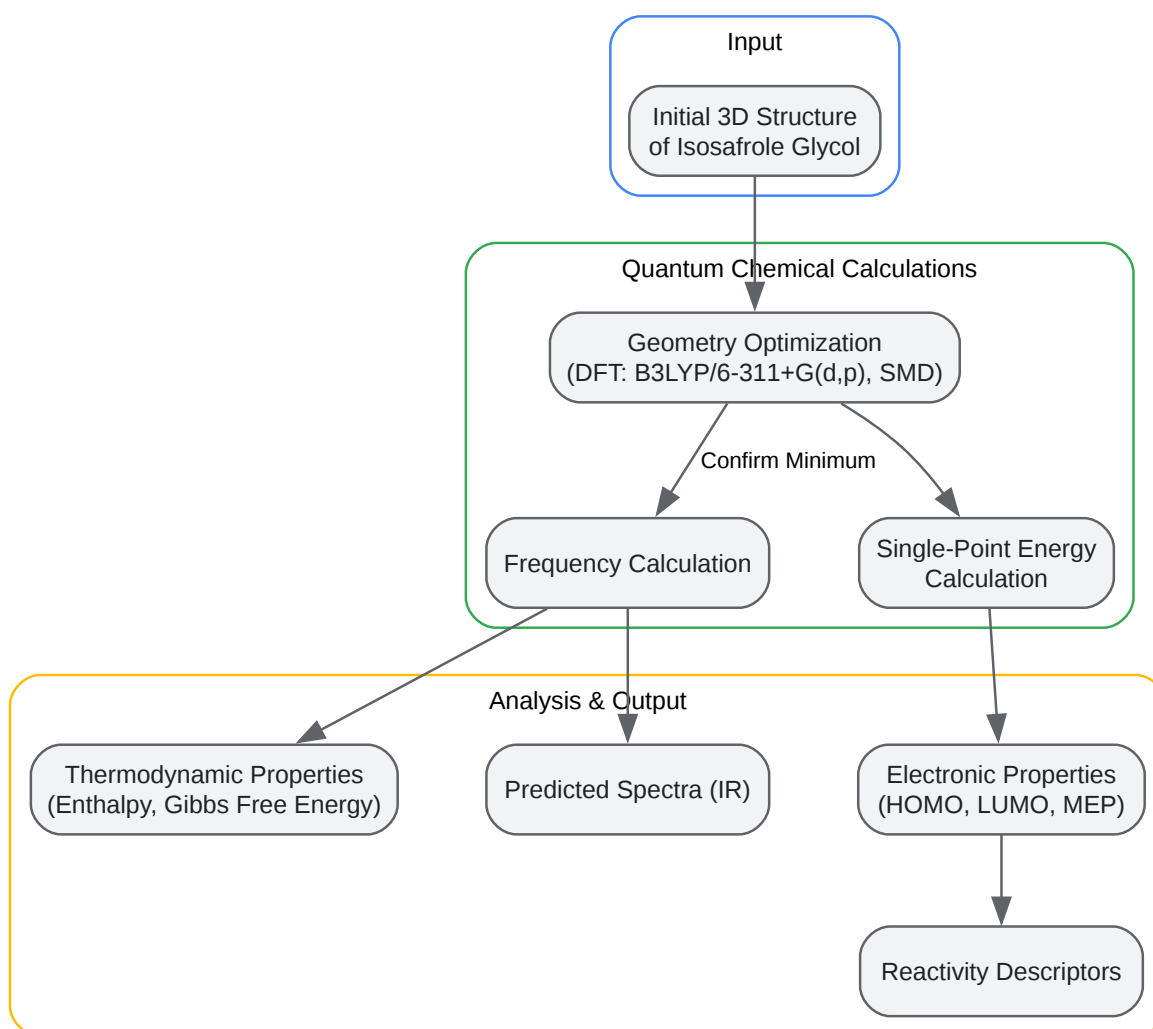 Input
Initial 3D Structure
of Isosafrole Glycol
Quantum Chemical Calculations
Geometry Optimization
(DFT: B3LYP/6-311+G(d,p), SMD)
Confirm Minimum
Frequency Calculation
Single-Point Energy
Calculation
Analysis & Output
Thermodynamic Properties
(Enthalpy, Gibbs Free Energy)
Predicted Spectra (IR)
Electronic Properties
(HOMO, LUMO, MEP)
Reactivity Descriptors